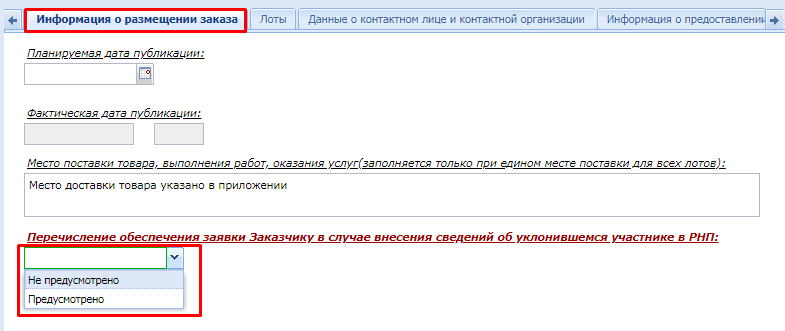 Информация о размещении заказа
Лоты
Данные о контактном лице и контактной организации
Информация о предоставлении
Планируемая дата публикации:
Фактическая дата публикации:
Место поставки товара, выполнения работ, оказания услуг(заполняется только при едином месте поставки для всех лотов):
Место доставки товара указано в приложении
Перечисление обеспечения заявки Заказчику в случае внесения сведений об уклонившемся участнике в РНП:
Не предусмотрено
Предусмотрено